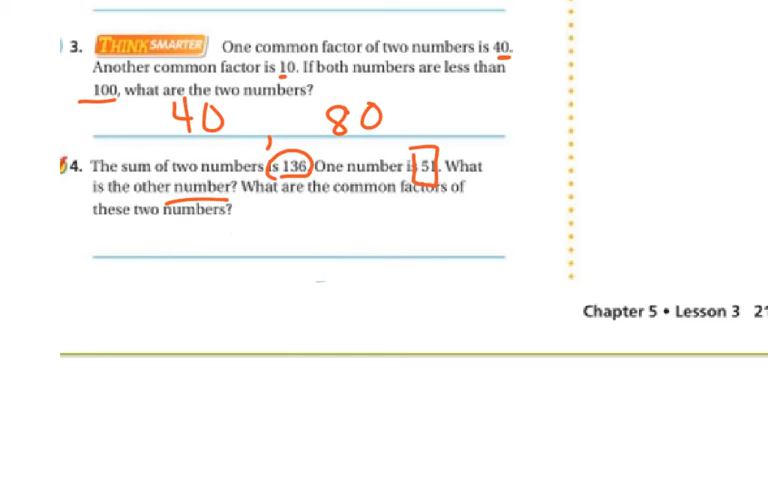 3. THINK SMARTER One common factor of two numbers is 40.
Another common factor is 10. If both numbers are less than
100, what are the two numbers?
40 80
4. The sum of two numbers is 136. One number is 51. What
is the other number? What are the common factors of
these two numbers?
Chapter 5 • Lesson 3